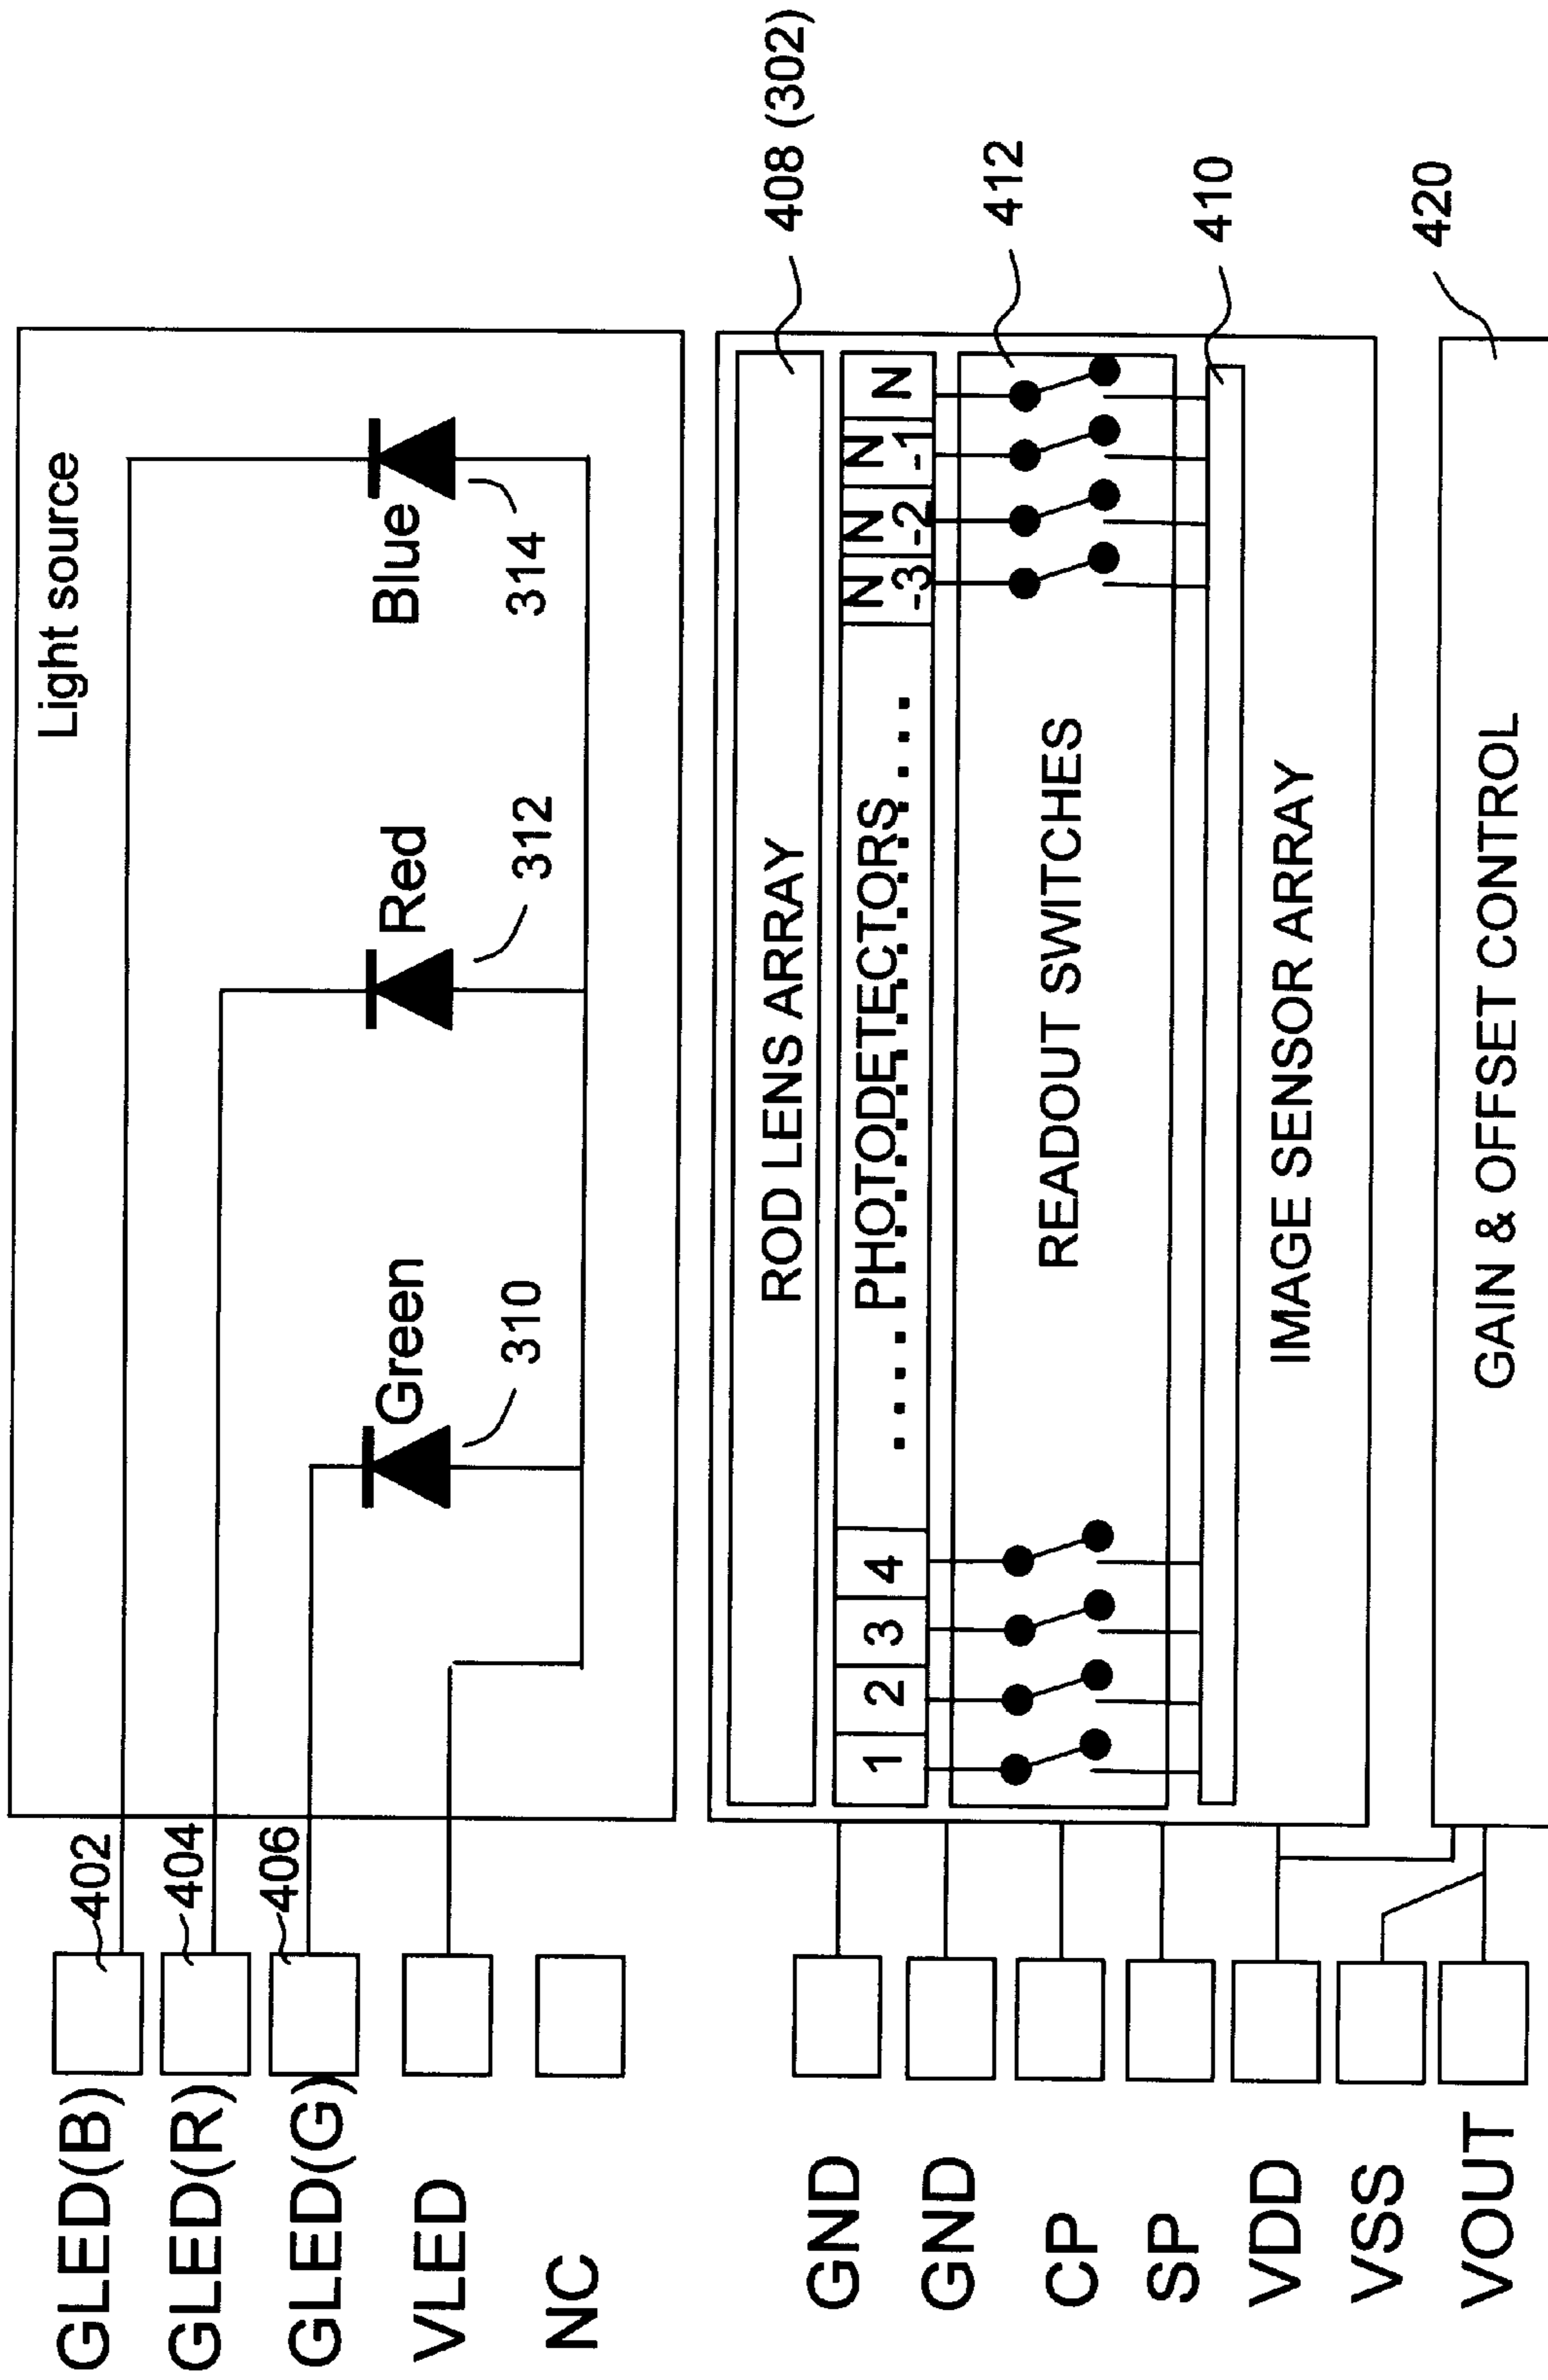 Light source
GLED(B)
402
GLED(R)
404
GLED(G)
406
VLED
NC
Green
310
Red
312
Blue
314
408 (302)
ROD LENS ARRAY
GND
1 2 3 4
PHOTODETECTORS
N-3 N-2 N-1 N
GND
412
READOUT SWITCHES
CP
SP
410
IMAGE SENSOR ARRAY
VDD
VSS
VOUT
420
GAIN & OFFSET CONTROL